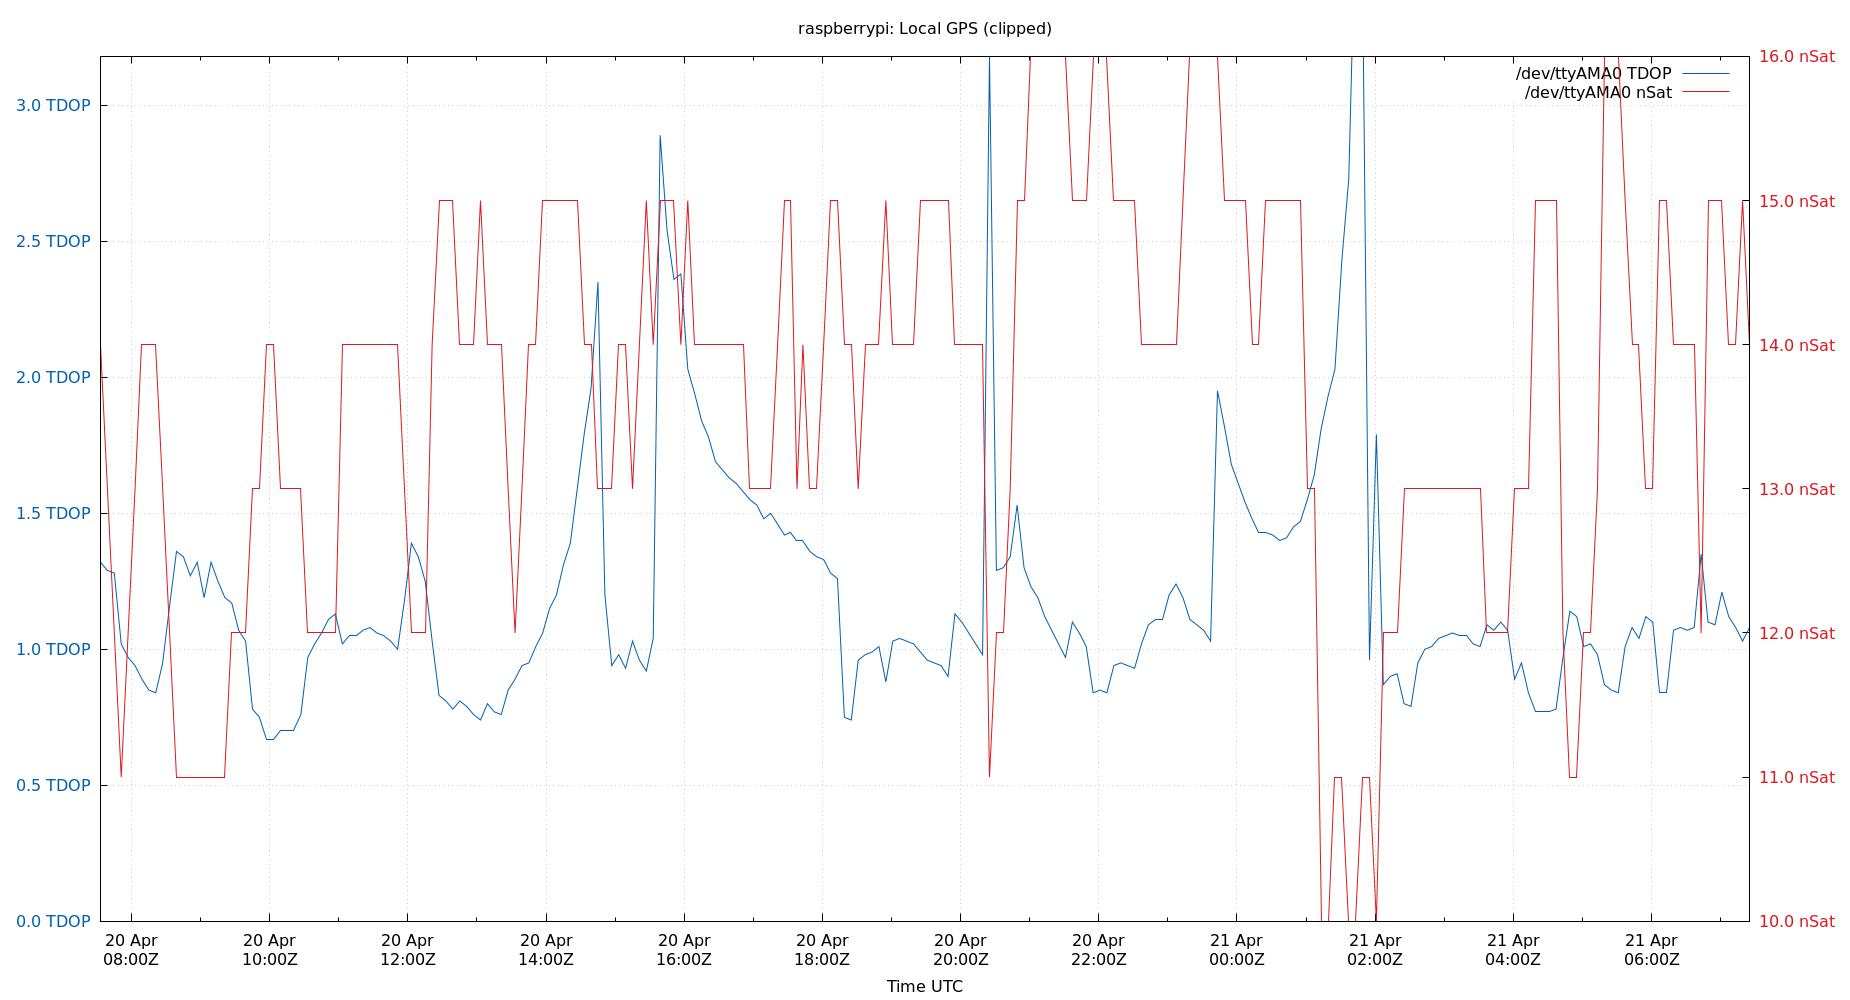 raspberrypi: Local GPS (clipped)
/dev/ttyAMA0 TDOP
/dev/ttyAMA0 nSat
3.0 TDOP
2.5 TDOP
2.0 TDOP
1.5 TDOP
1.0 TDOP
0.5 TDOP
0.0 TDOP
16.0 nSat
15.0 nSat
14.0 nSat
13.0 nSat
12.0 nSat
11.0 nSat
10.0 nSat
20 Apr 20 Apr 20 Apr 20 Apr 20 Apr 20 Apr 20 Apr 20 Apr 21 Apr 21 Apr 21 Apr 21 Apr
08:00Z 10:00Z 12:00Z 14:00Z 16:00Z 18:00Z 20:00Z 22:00Z 00:00Z 02:00Z 04:00Z 06:00Z
Time UTC